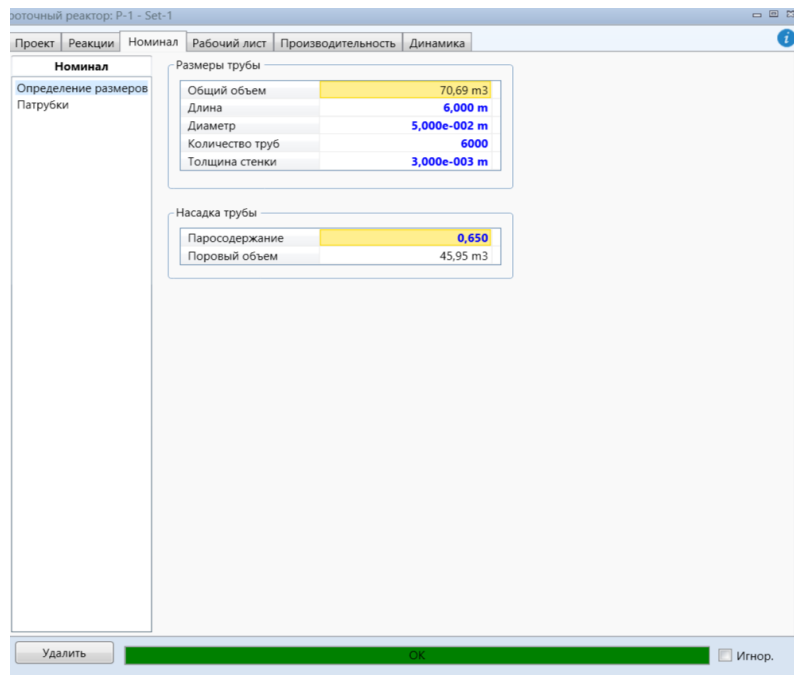 роточный реактор: P-1 - Set-1
Проект Реакции Номинал Рабочий лист Производительность Динамика
i
Номинал
Определение размеров
Патрубки
Размеры трубы
Общий объем 70,69 m3
Длина 6,000 m
Диаметр 5,000e-002 m
Количество труб 6000
Толщина стенки 3,000e-003 m
Насадка трубы
Паросодержание 0,650
Поровый объем 45,95 m3
Удалить OK Игнор.